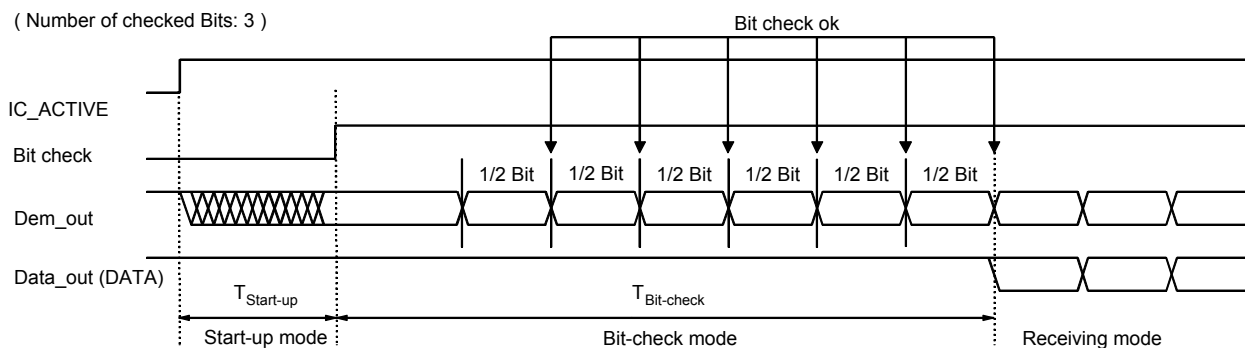 ( Number of checked Bits: 3 )
Bit check ok
IC_ACTIVE
Bit check
1/2 Bit 1/2 Bit 1/2 Bit 1/2 Bit 1/2 Bit 1/2 Bit
Dem_out
Data_out (DATA)
TStart-up TBit-check
Start-up mode Bit-check mode Receiving mode